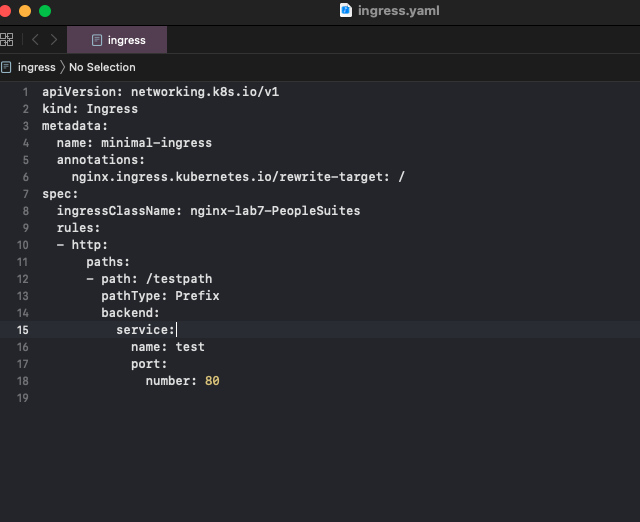 ingress.yaml
ingress
ingress 〉No Selection
1 apiVersion: networking.k8s.io/v1
2 kind: Ingress
3 metadata:
4   name: minimal-ingress
5   annotations:
6     nginx.ingress.kubernetes.io/rewrite-target: /
7 spec:
8   ingressClassName: nginx-lab7-PeopleSuites
9   rules:
10   - http:
11       paths:
12       - path: /testpath
13         pathType: Prefix
14         backend:
15           service:
16             name: test
17             port:
18               number: 80
19